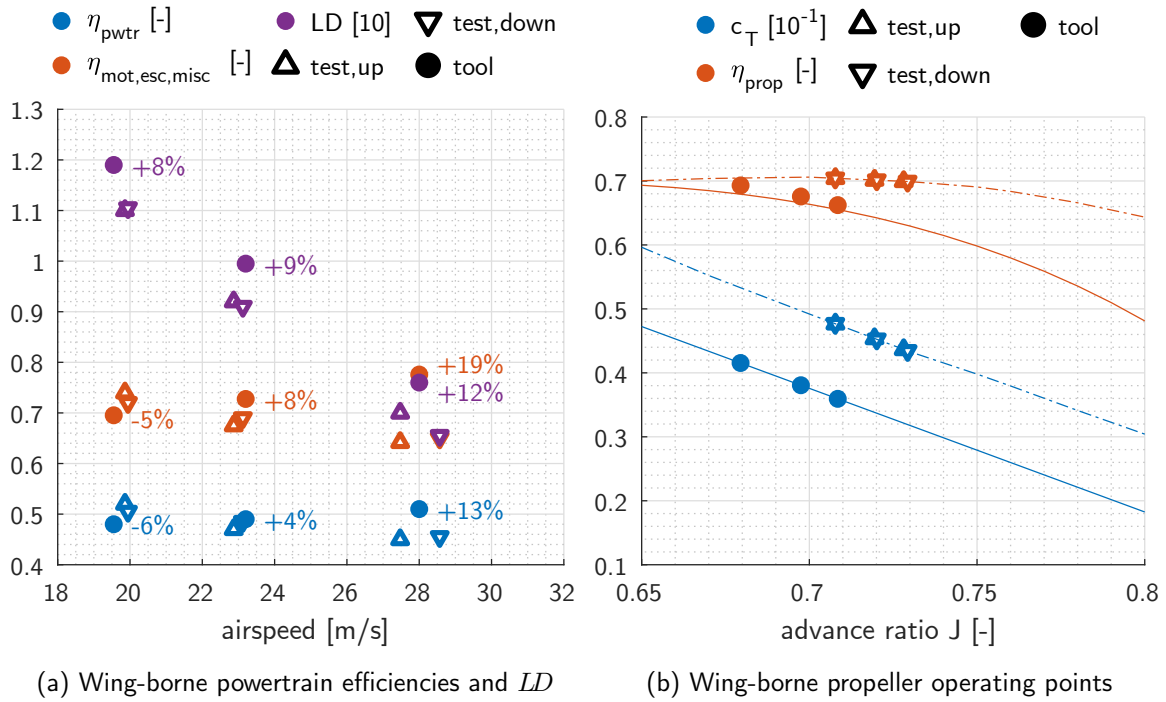 η_pwtr [-] LD [10] test,down
η_mot,esc,misc [-] test,up tool
1.3
1.2
1.1
1
0.9
0.8
0.7
0.6
0.5
0.4
+8%
+9%
+19%
+12%
-5%
+8%
-6%
+4%
+13%
18 20 22 24 26 28 30 32
airspeed [m/s]
(a) Wing-borne powertrain efficiencies and LD
c_T [10^-1] test,up tool
η_prop [-] test,down
0.8
0.7
0.6
0.5
0.4
0.3
0.2
0.1
0.65 0.7 0.75 0.8
advance ratio J [-]
(b) Wing-borne propeller operating points